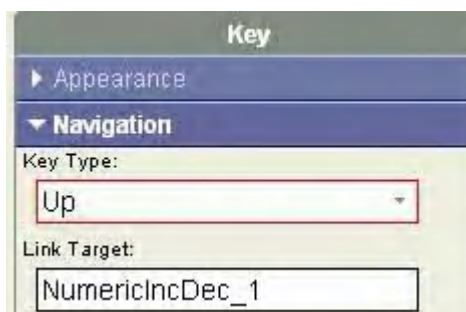 Key
Appearance
Navigation
Key Type:
Up
Link Target:
NumericIncDec_1